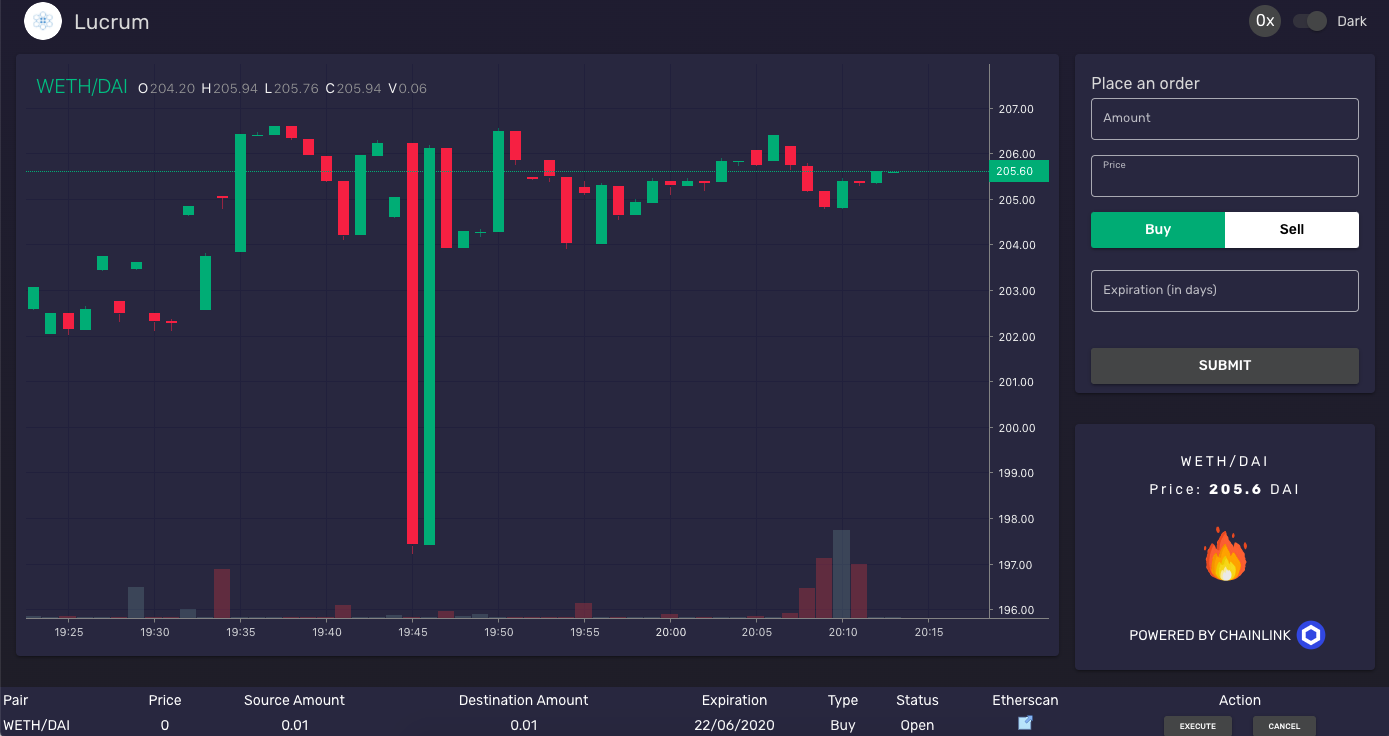 Lucrum
0x Dark
WETH/DAI O204.20 H205.94 L205.76 C205.94 V0.06
207.00
206.00
205.60
205.00
204.00
203.00
202.00
201.00
200.00
199.00
198.00
197.00
196.00
19:25 19:30 19:35 19:40 19:45 19:50 19:55 20:00 20:05 20:10 20:15
Place an order
Amount
Price
Buy Sell
Expiration (in days)
SUBMIT
WETH/DAI
Price: 205.6 DAI
POWERED BY CHAINLINK
Pair Price Source Amount Destination Amount Expiration Type Status Etherscan Action
WETH/DAI 0 0.01 0.01 22/06/2020 Buy Open EXECUTE CANCEL